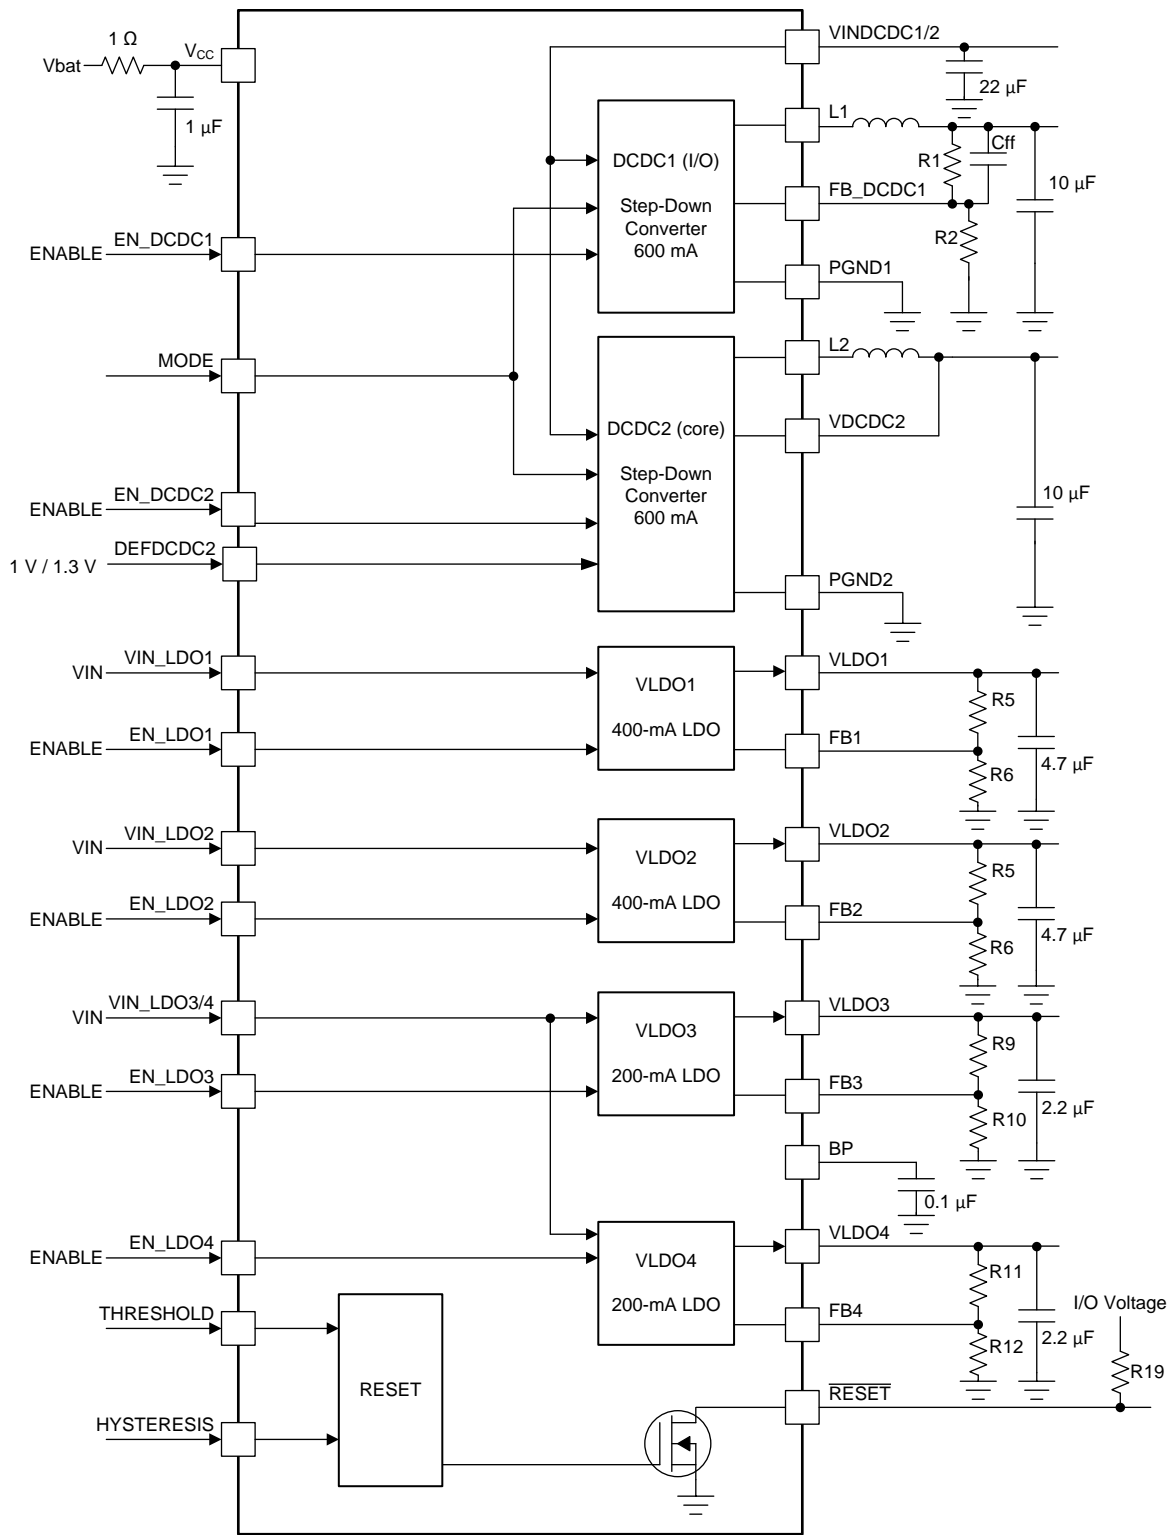 1 Ω
Vbat
VCC
1 µF
VINDCDC1/2
22 µF
L1
Cff
R1
DCDC1 (I/O)
Step-Down
Converter
600 mA
FB_DCDC1
10 µF
R2
ENABLE
EN_DCDC1
PGND1
MODE
L2
DCDC2 (core)
Step-Down
Converter
600 mA
VDCDC2
10 µF
ENABLE
EN_DCDC2
1 V / 1.3 V
DEFDCDC2
PGND2
VIN
VIN_LDO1
VLDO1
400-mA LDO
VLDO1
R5
ENABLE
EN_LDO1
FB1
R6
4.7 µF
VIN
VIN_LDO2
VLDO2
400-mA LDO
VLDO2
R5
ENABLE
EN_LDO2
FB2
R6
4.7 µF
VIN
VIN_LDO3/4
VLDO3
200-mA LDO
VLDO3
R9
ENABLE
EN_LDO3
FB3
R10
2.2 µF
BP
0.1 µF
ENABLE
EN_LDO4
VLDO4
200-mA LDO
VLDO4
R11
THRESHOLD
FB4
R12
2.2 µF
I/O Voltage
R19
RESET
RESET
HYSTERESIS